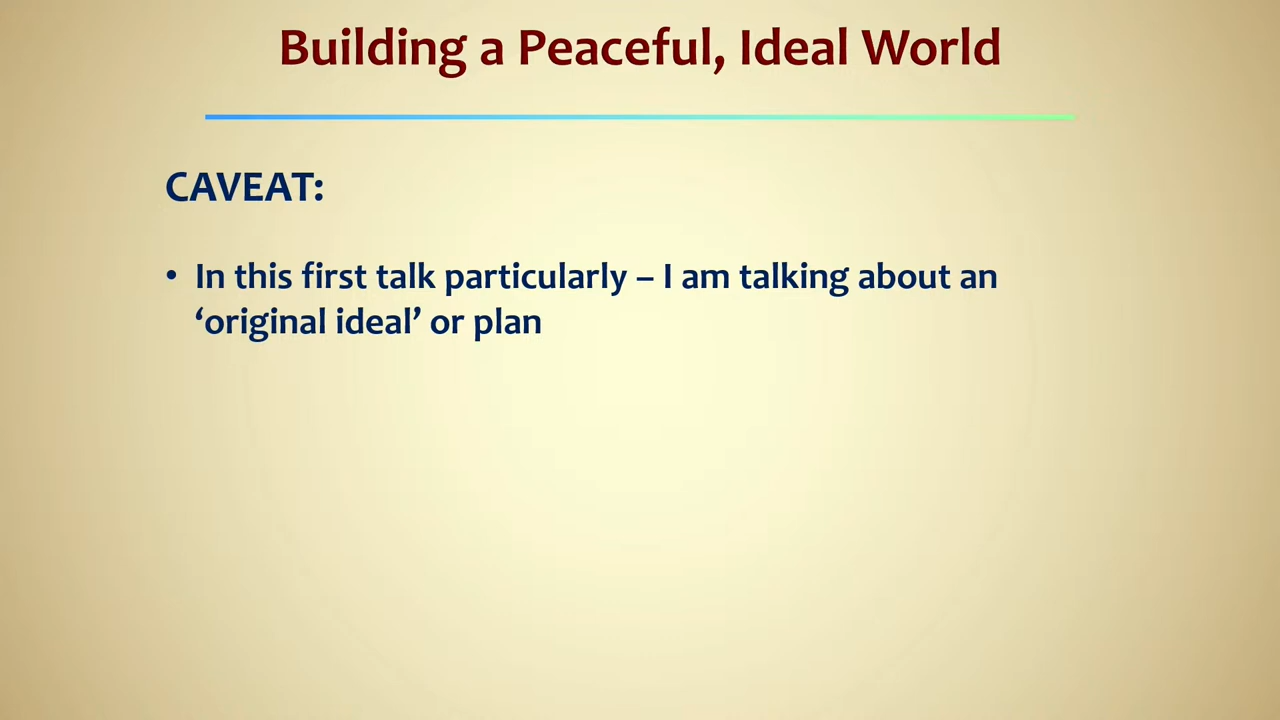 Building a Peaceful, Ideal World
CAVEAT:
• In this first talk particularly – I am talking about an
‘original ideal’ or plan